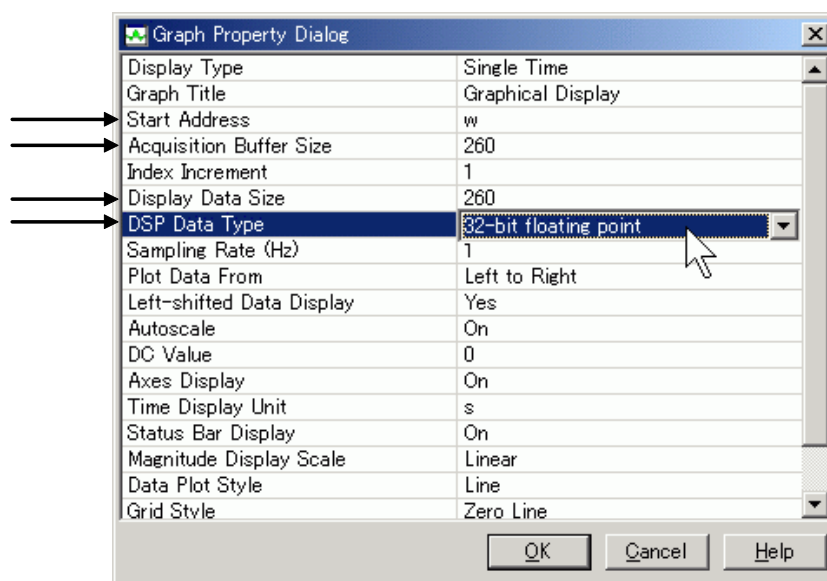 Graph Property Dialog
Display Type Single Time
Graph Title Graphical Display
Start Address w
Acquisition Buffer Size 260
Index Increment 1
Display Data Size 260
DSP Data Type 32-bit floating point
Sampling Rate (Hz) 1
Plot Data From Left to Right
Left-shifted Data Display Yes
Autoscale On
DC Value 0
Axes Display On
Time Display Unit s
Status Bar Display On
Magnitude Display Scale Linear
Data Plot Style Line
Grid Style Zero Line
OK Cancel Help